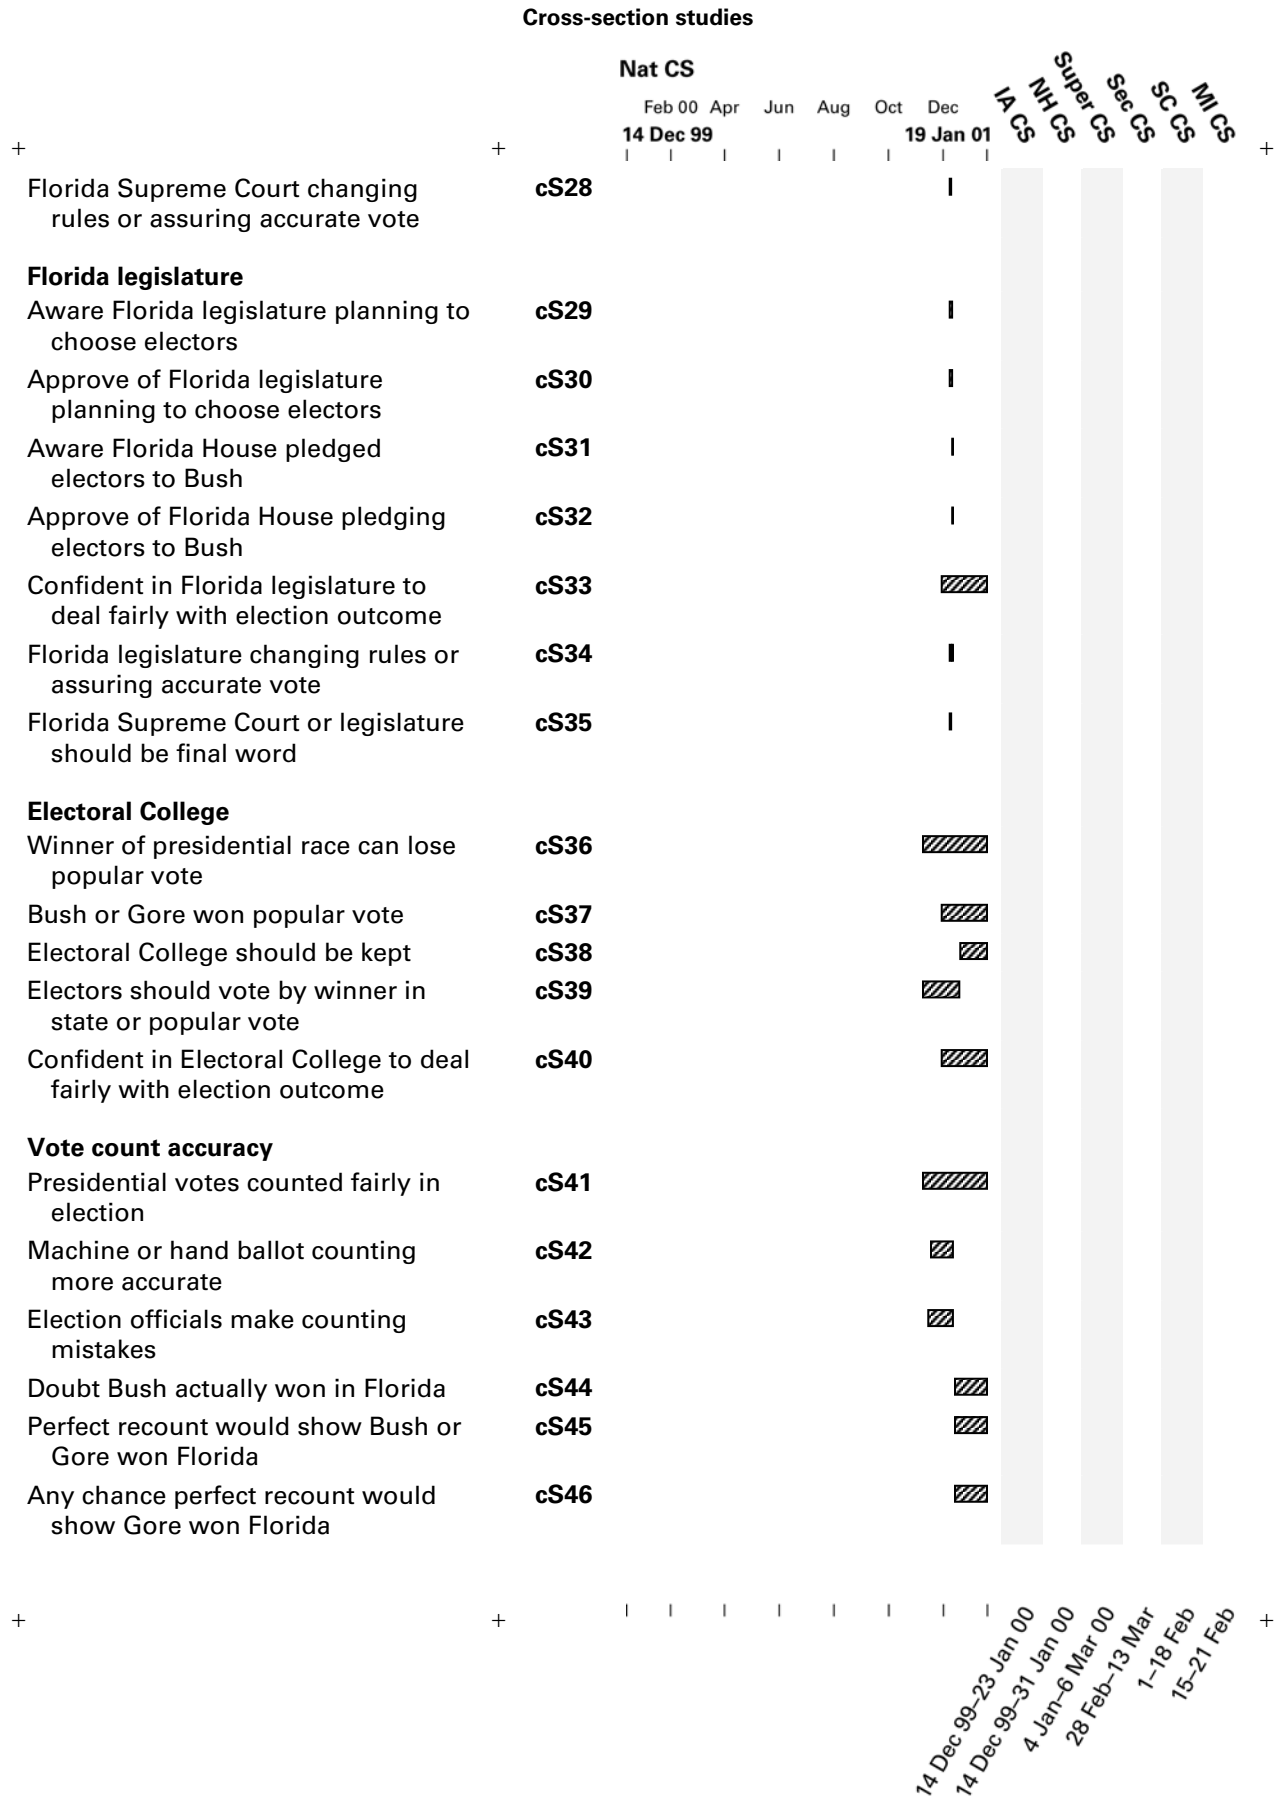 Cross-section studies
Nat CS
Feb 00 Apr Jun Aug Oct Dec
14 Dec 99 19 Jan 01
IA CS
NH CS
Super CS
Sec CS
SC CS
MI CS
Florida Supreme Court changing cS28
rules or assuring accurate vote
Florida legislature
Aware Florida legislature planning to cS29
choose electors
Approve of Florida legislature cS30
planning to choose electors
Aware Florida House pledged cS31
electors to Bush
Approve of Florida House pledging cS32
electors to Bush
Confident in Florida legislature to cS33
deal fairly with election outcome
Florida legislature changing rules or cS34
assuring accurate vote
Florida Supreme Court or legislature cS35
should be final word
Electoral College
Winner of presidential race can lose cS36
popular vote
Bush or Gore won popular vote cS37
Electoral College should be kept cS38
Electors should vote by winner in cS39
state or popular vote
Confident in Electoral College to deal cS40
fairly with election outcome
Vote count accuracy
Presidential votes counted fairly in cS41
election
Machine or hand ballot counting cS42
more accurate
Election officials make counting cS43
mistakes
Doubt Bush actually won in Florida cS44
Perfect recount would show Bush or cS45
Gore won Florida
Any chance perfect recount would cS46
show Gore won Florida
14 Dec 99–23 Jan 00
14 Dec 99–31 Jan 00
4 Jan–6 Mar 00
28 Feb–13 Mar
1–18 Feb
15–21 Feb